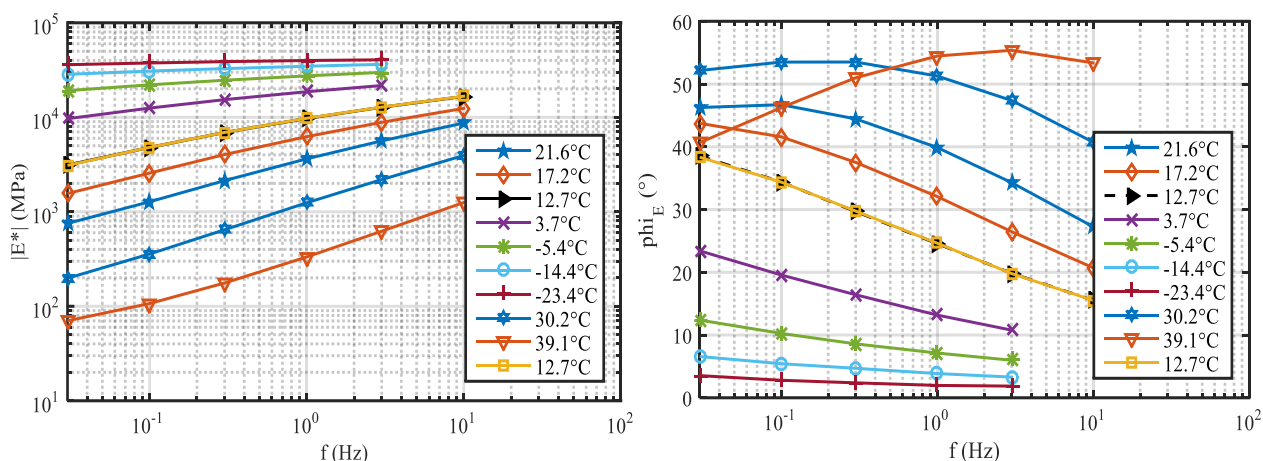 10^5
10^4
10^3
10^2
10^1
|E*| (MPa)
10^-1
10^0
10^1
10^2
f (Hz)
21.6°C
17.2°C
12.7°C
3.7°C
-5.4°C
-14.4°C
-23.4°C
30.2°C
39.1°C
12.7°C
60
50
40
30
20
10
0
phi_E (°)
10^-1
10^0
10^1
10^2
f (Hz)
21.6°C
17.2°C
12.7°C
3.7°C
-5.4°C
-14.4°C
-23.4°C
30.2°C
39.1°C
12.7°C